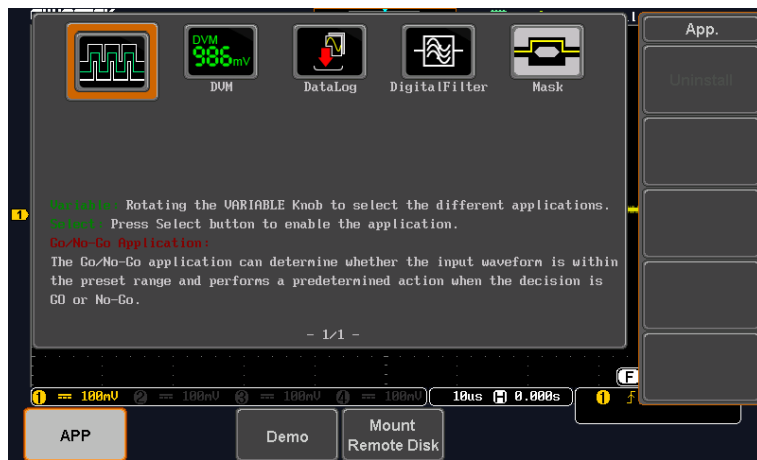 App.
Uninstall
DVM
986mV
DVM
DataLog
DigitalFilter
Mask
Variable: Rotating the VARIABLE Knob to select the different applications.
Select: Press Select button to enable the application.
Go/No-Go Application:
The Go/No-Go application can determine whether the input waveform is within
the preset range and performs a predetermined action when the decision is
GO or No-Go.
- 1/1 -
1
F
1 100mV 2 100mV 3 100mV 4 100mV 10us H 0.000s 1
APP
Demo
Mount
Remote Disk